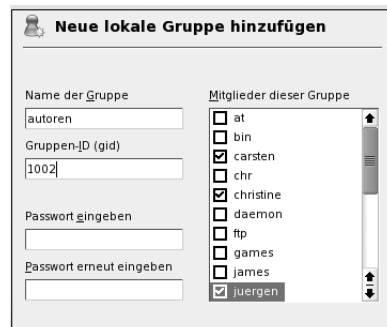 Neue lokale Gruppe hinzufügen
Name der Gruppe
autoren
Gruppen-ID (gid)
1002
Passwort eingeben
Passwort erneut eingeben
Mitglieder dieser Gruppe
at
bin
carsten
chr
christine
daemon
ftp
games
james
juergen